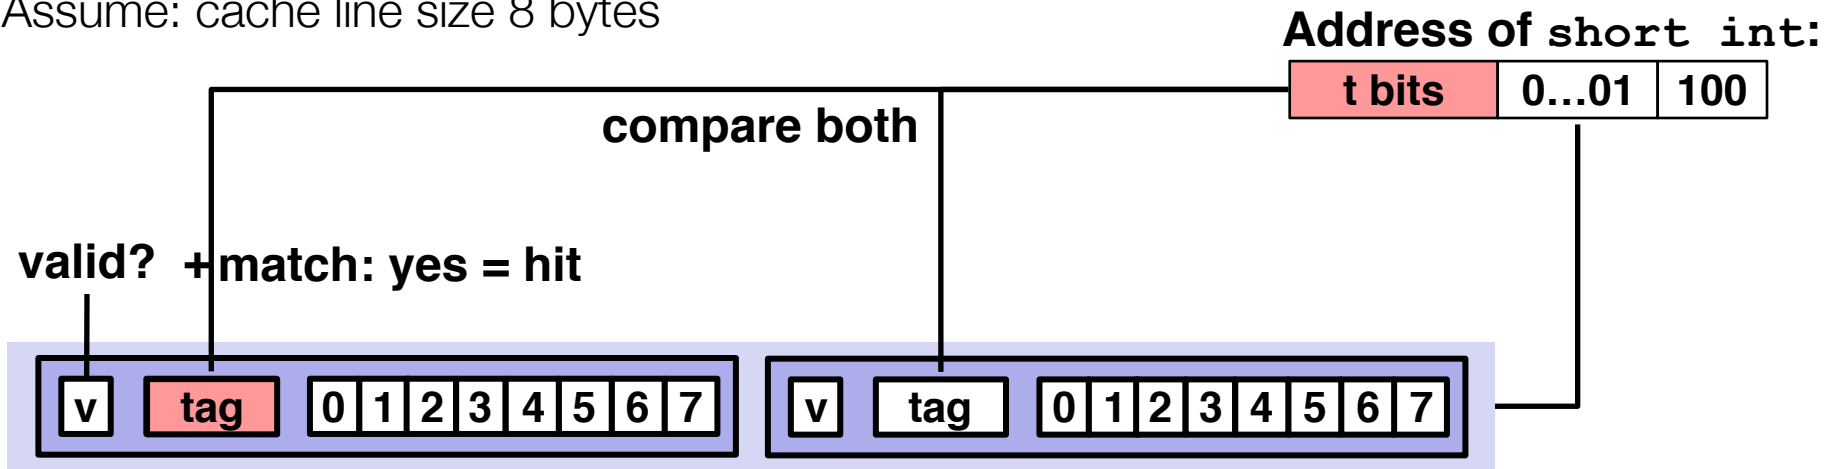 Assume: cache line size 8 bytes
Address of short int:
t bits 0...01 100
compare both
valid? + match: yes = hit
v tag 0 1 2 3 4 5 6 7 v tag 0 1 2 3 4 5 6 7